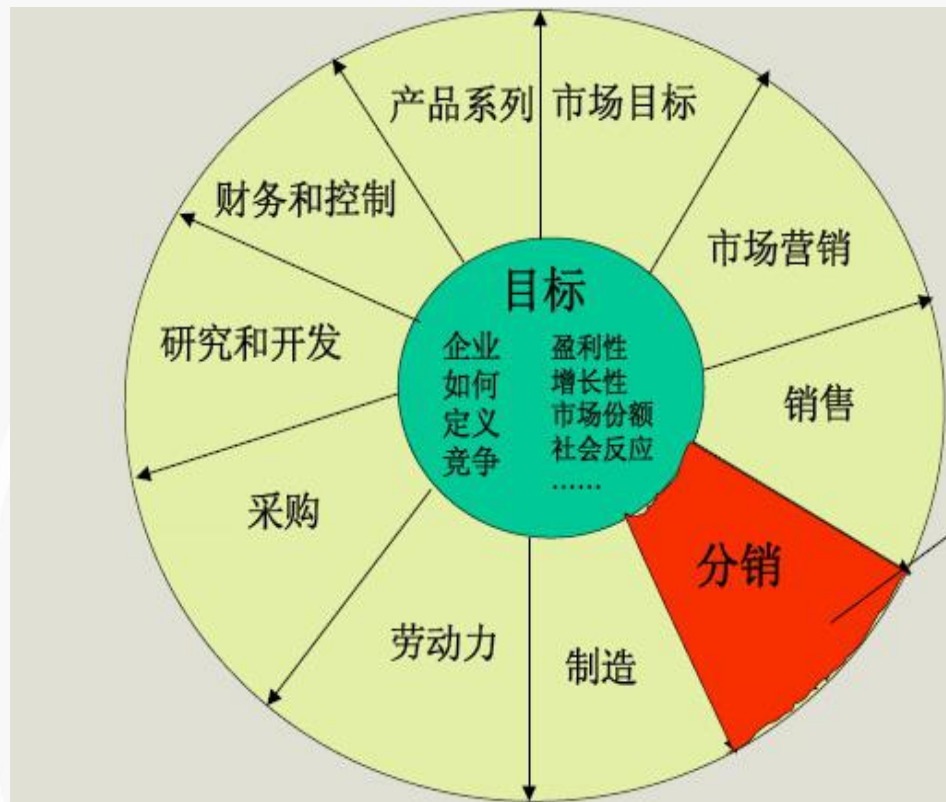 产品系列
市场目标
市场营销
销售
分销
制造
劳动力
采购
研究和开发
财务和控制
目标
企业
如何
定义
竞争
盈利性
增长性
市场份额
社会反应
……